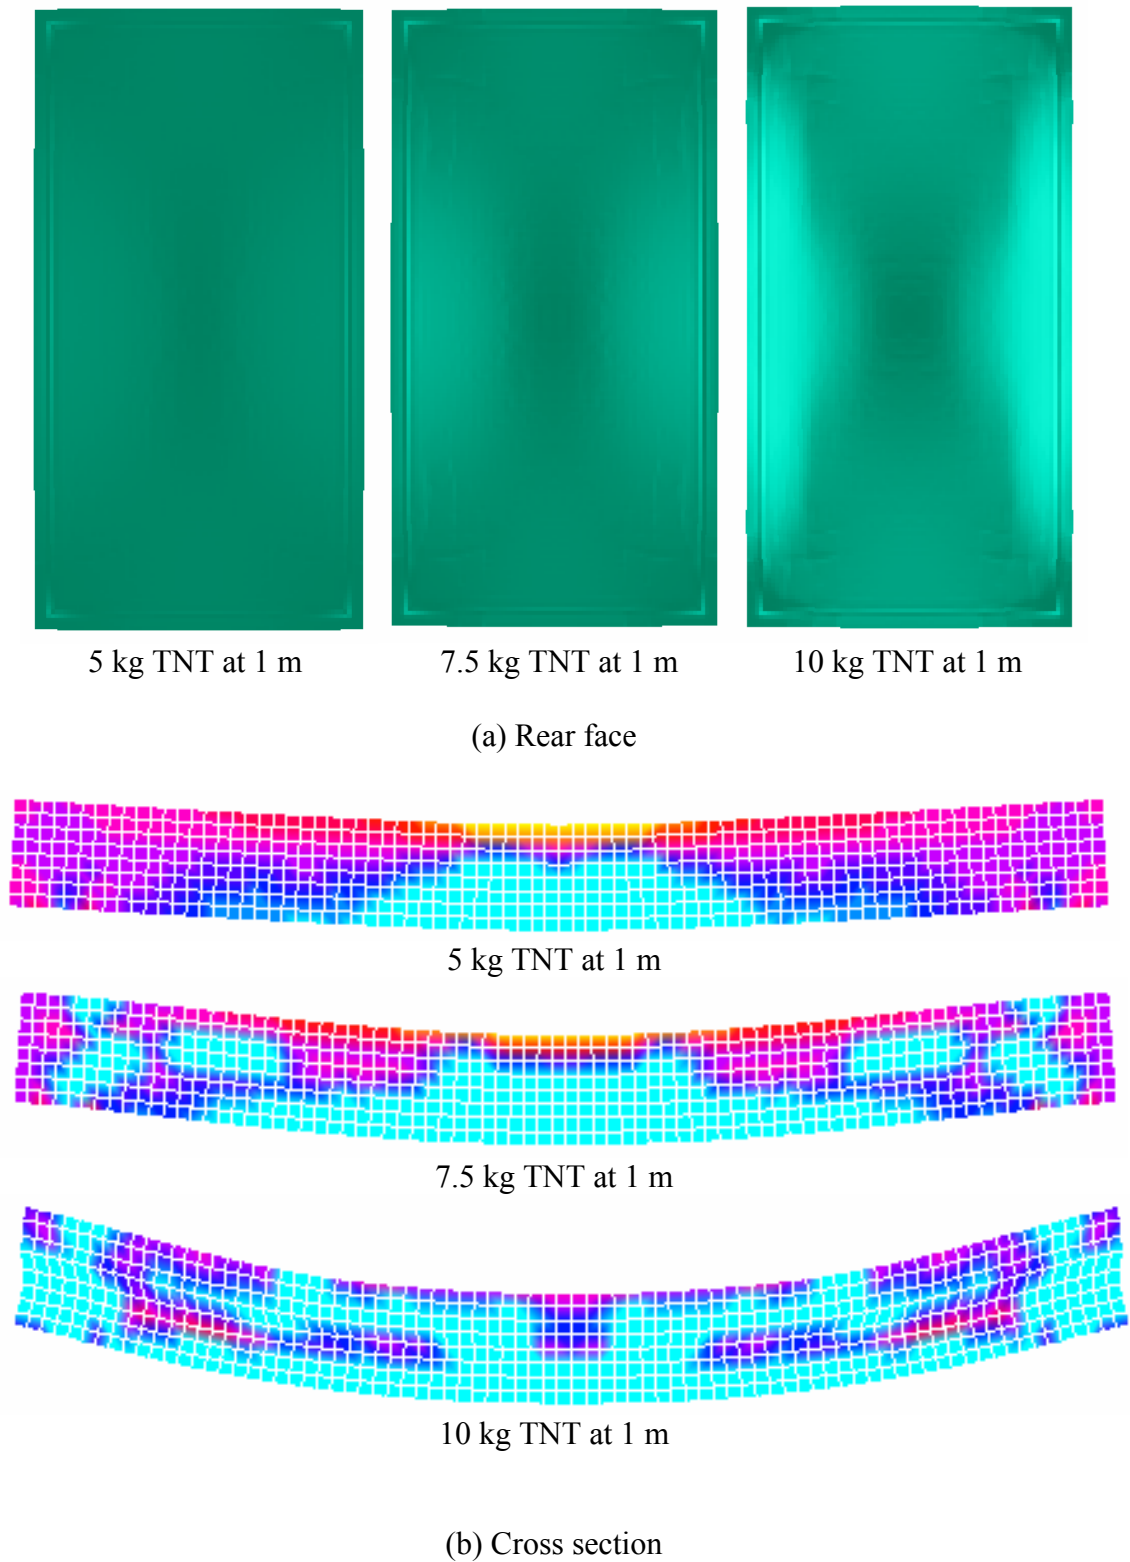 5 kg TNT at 1 m
7.5 kg TNT at 1 m
10 kg TNT at 1 m
(a) Rear face
5 kg TNT at 1 m
7.5 kg TNT at 1 m
10 kg TNT at 1 m
(b) Cross section